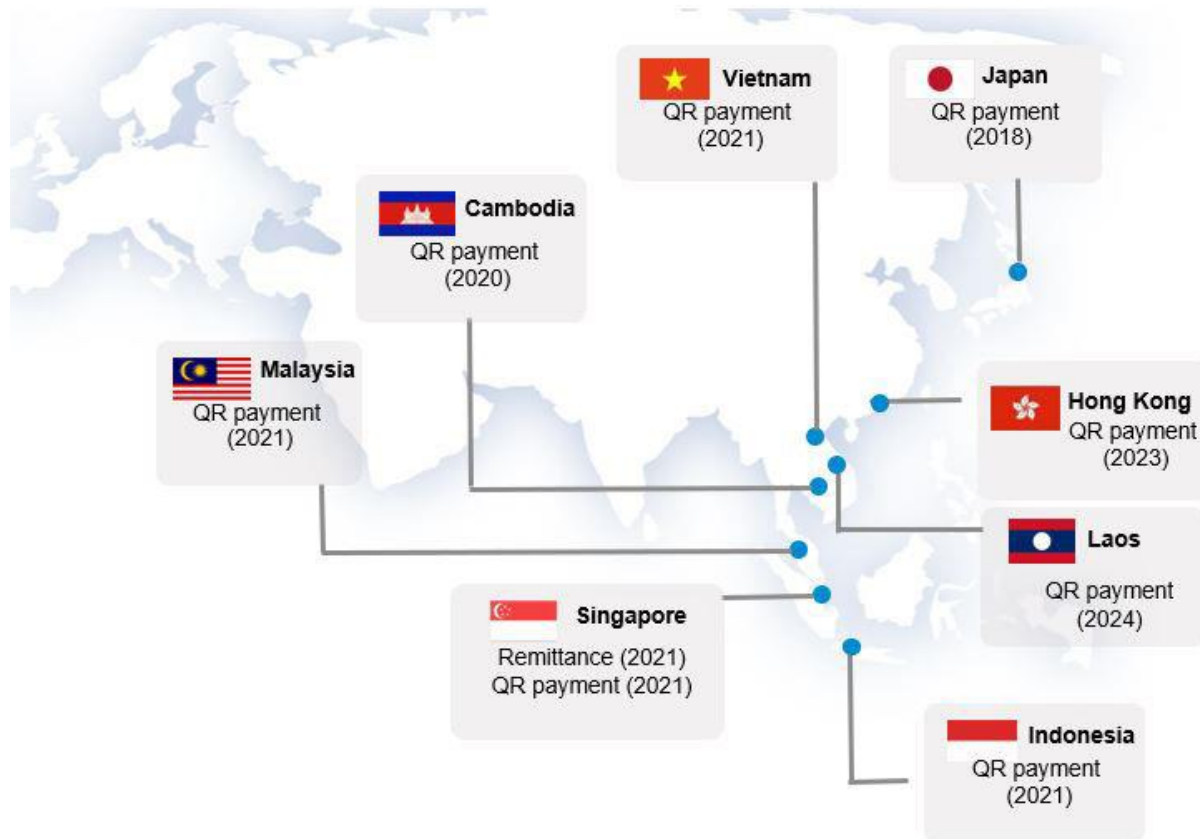 Vietnam
QR payment
(2021)
Japan
QR payment
(2018)
Cambodia
QR payment
(2020)
Malaysia
QR payment
(2021)
Hong Kong
QR payment
(2023)
Laos
QR payment
(2024)
Singapore
Remittance (2021)
QR payment (2021)
Indonesia
QR payment
(2021)